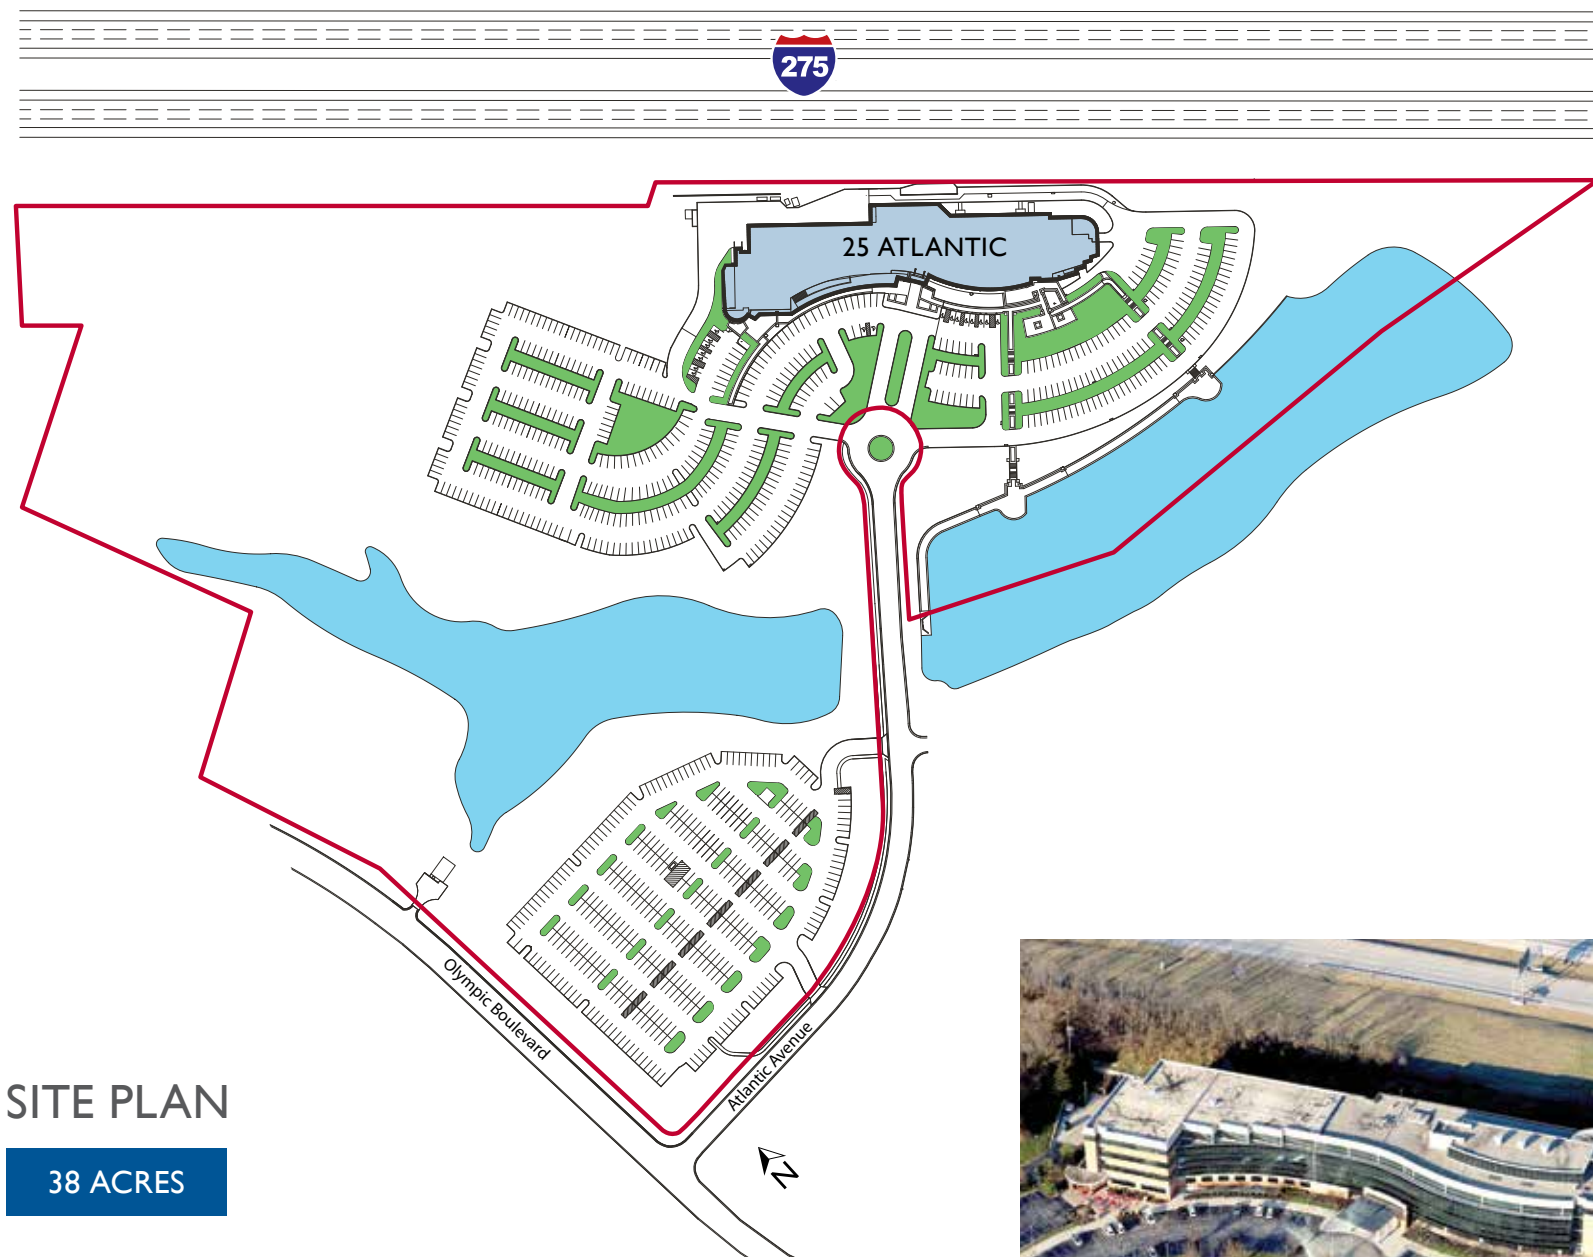 275
25 ATLANTIC
Olympic Boulevard
Atlantic Avenue
N
SITE PLAN
38 ACRES